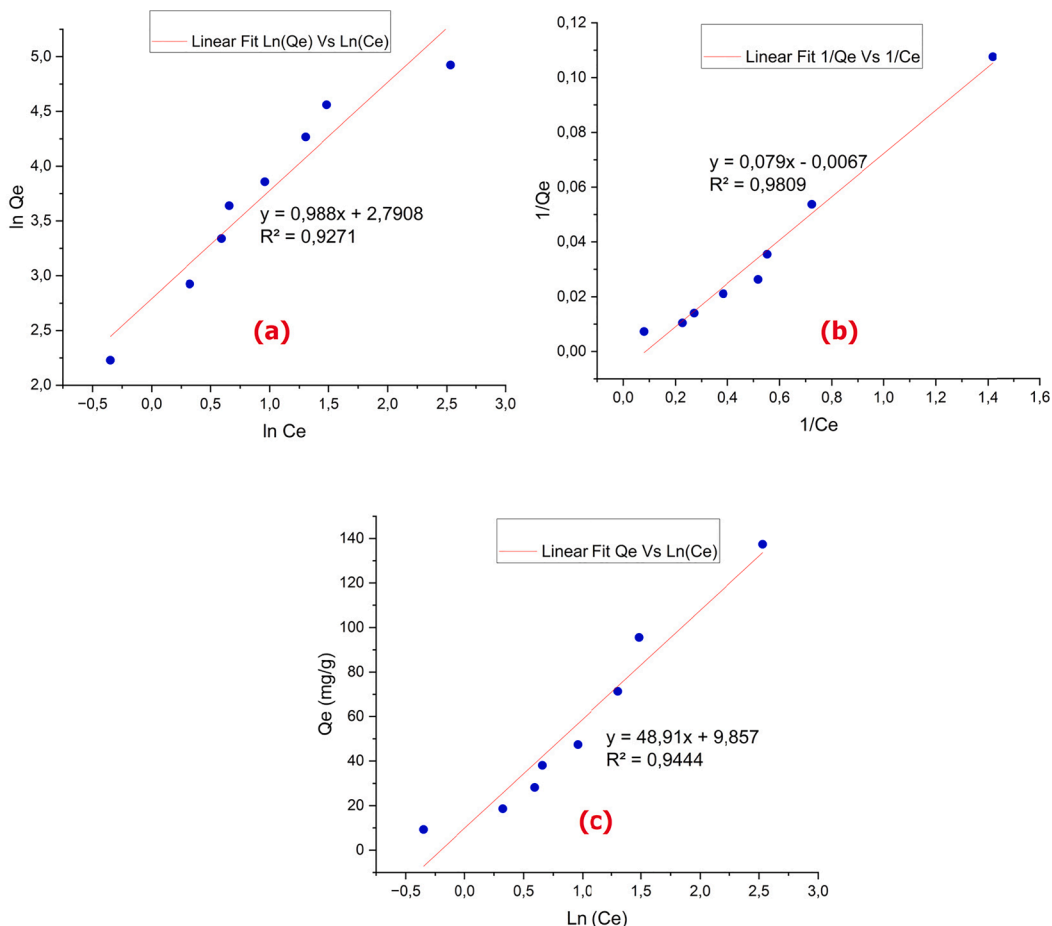 Linear Fit Ln(Qe) Vs Ln(Ce)
5,0
4,5
4,0
3,5
3,0
2,5
2,0
ln Qe
y = 0,988x + 2,7908
R² = 0,9271
(a)
−0,5 0,0 0,5 1,0 1,5 2,0 2,5 3,0
ln Ce
Linear Fit 1/Qe Vs 1/Ce
0,12
0,10
0,08
0,06
0,04
0,02
0,00
1/Qe
y = 0,079x - 0,0067
R² = 0,9809
(b)
0,0 0,2 0,4 0,6 0,8 1,0 1,2 1,4 1,6
1/Ce
Linear Fit Qe Vs Ln(Ce)
140
120
100
80
60
40
20
0
Qe (mg/g)
y = 48,91x + 9,857
R² = 0,9444
(c)
−0,5 0,0 0,5 1,0 1,5 2,0 2,5 3,0
Ln (Ce)